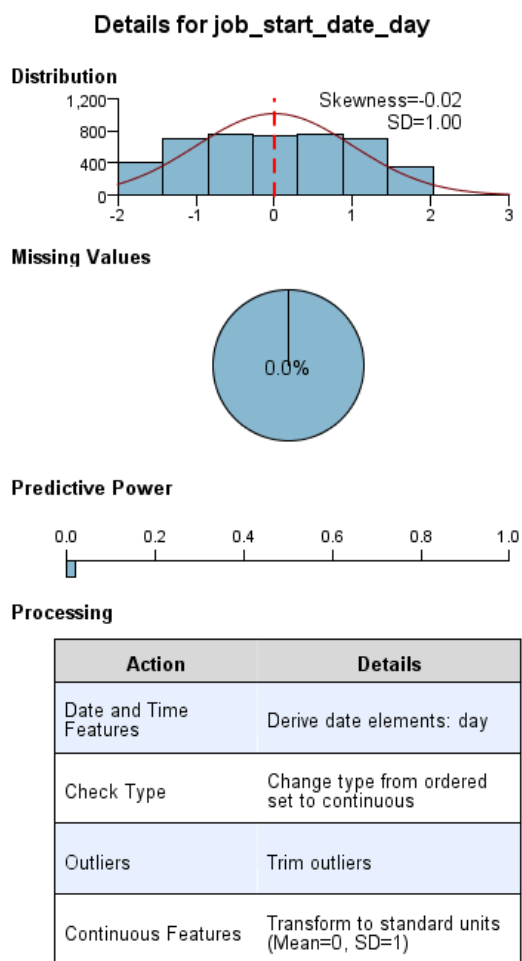 Details for job_start_date_day
Distribution
1,200
800
400
0
Skewness=-0.02
SD=1.00
-2 -1 0 1 2 3
Missing Values
0.0%
Predictive Power
0.0 0.2 0.4 0.6 0.8 1.0
Processing
Action Details
Date and Time
Features
Derive date elements: day
Check Type
Change type from ordered
set to continuous
Outliers Trim outliers
Continuous Features
Transform to standard units
(Mean=0, SD=1)